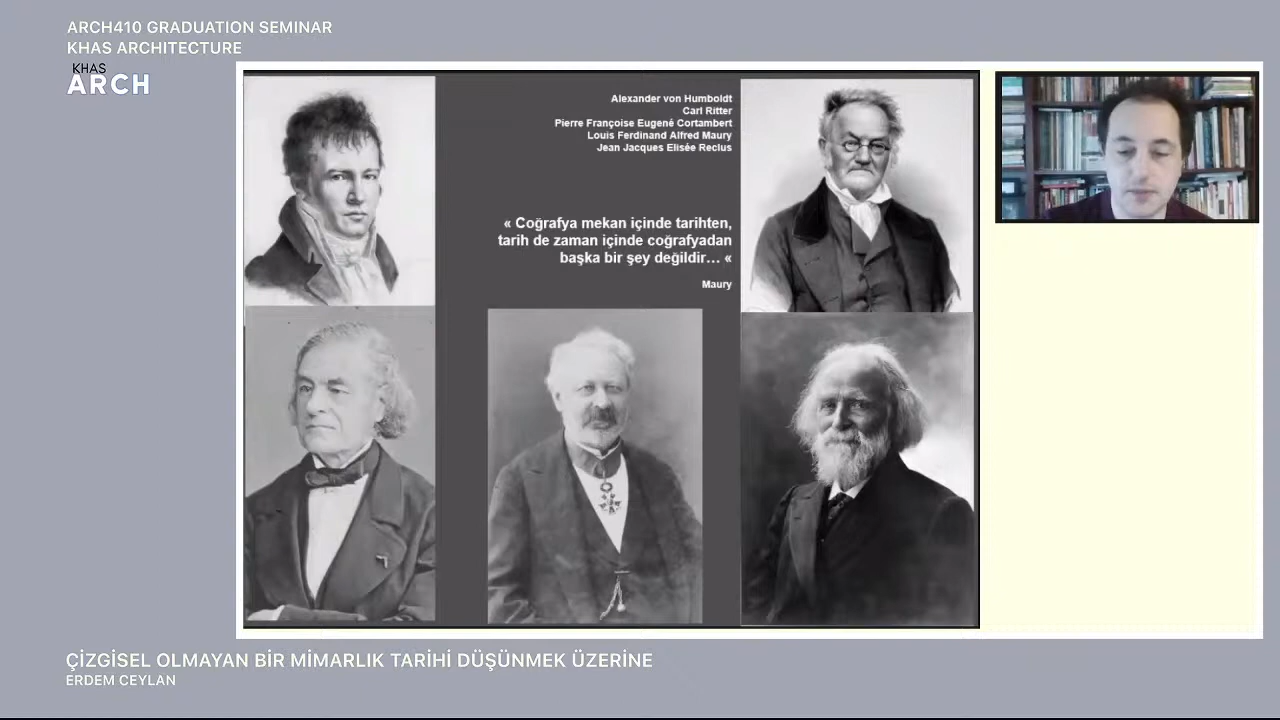 ARCH410 GRADUATION SEMINAR
KHAS ARCHITECTURE
KHAS
ARCH
Alexander von Humboldt
Carl Ritter
Pierre Françoise Eugené Cortambert
Louis Ferdinand Alfred Maury
Jean Jacques Elisée Reclus
« Coğrafya mekan içinde tarihten,
tarih de zaman içinde coğrafyadan
başka bir şey değildir... «
Maury
ÇİZGİSEL OLMAYAN BİR MİMARLIK TARİHİ DÜŞÜNMEK ÜZERİNE
ERDEM CEYLAN